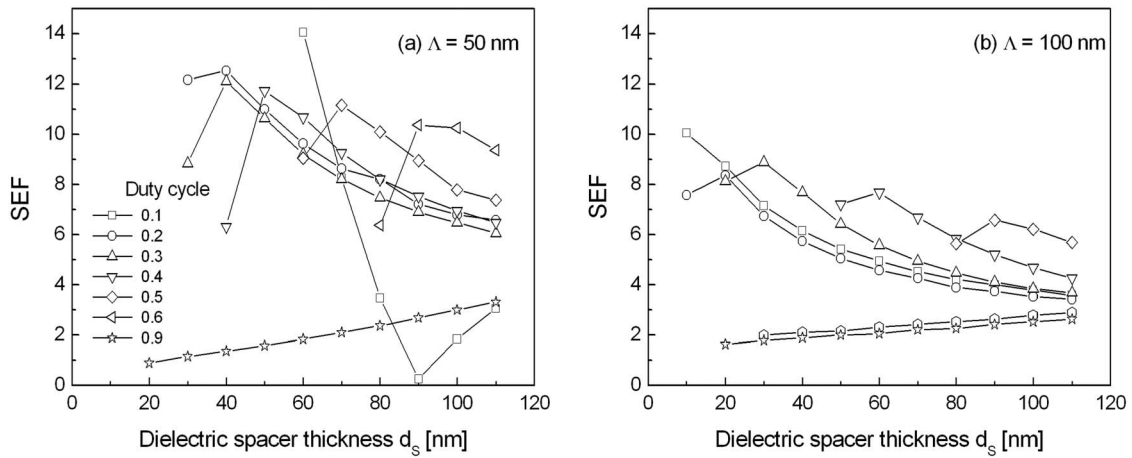 (a) Λ = 50 nm
SEF
14
12
10
8
6
4
2
0
Duty cycle
0.1
0.2
0.3
0.4
0.5
0.6
0.9
0 20 40 60 80 100 120
Dielectric spacer thickness d_S [nm]
(b) Λ = 100 nm
SEF
14
12
10
8
6
4
2
0
0 20 40 60 80 100 120
Dielectric spacer thickness d_S [nm]